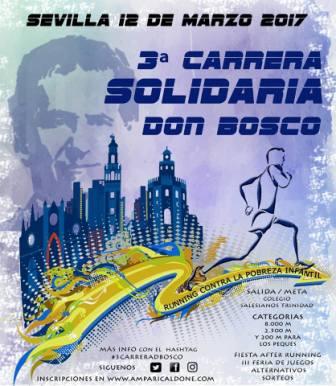 SEVILLA 12 DE MARZO 2017
3ª CARRERA
SOLIDARIA
DON BOSCO
RUNNING CONTRA LA POBREZA INFANTIL
SALIDA / META
COLEGIO
SALESIANOS TRINIDAD
CATEGORIAS
8.000 M
2.300 M
Y 200 M PARA
LOS PEQUES
MÁS INFO CON EL HASHTAG
#3CARRERADBOSCO
SIGUENOS
FIESTA AFTER RUNNING
III FERIA DE JUEGOS
ALTERNATIVOS
SORTEOS
INSCRIPCIONES EN WWW.AMPARICALDONE.COM